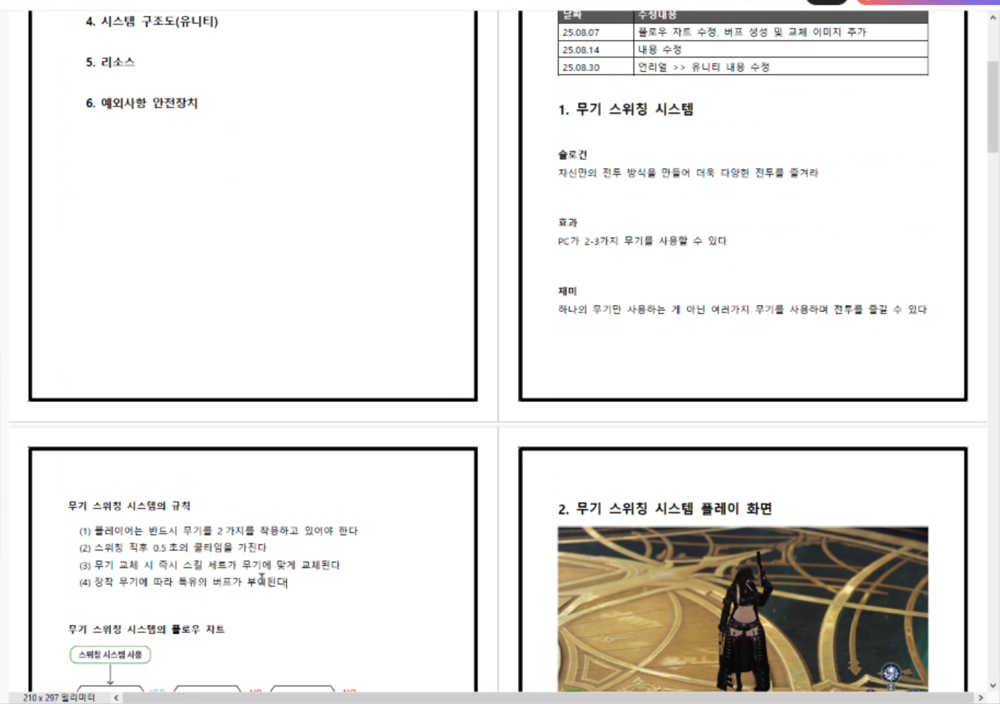 4. 시스템 구조도(유니티)
5. 리소스
6. 예외사항 안전장치
날짜 수정내용
25.08.07 플로우 차트 수정, 버프 생성 및 교체 이미지 추가
25.08.14 내용 수정
25.08.30 언리얼 >> 유니티 내용 수정
1. 무기 스위칭 시스템
슬로건
자신만의 전투 방식을 만들어 더욱 다양한 전투를 즐겨라
효과
PC가 2-3가지 무기를 사용할 수 있다
재미
하나의 무기만 사용하는 게 아닌 여러가지 무기를 사용하며 전투를 즐길 수 있다
무기 스위칭 시스템의 규칙
(1) 플레이어는 반드시 무기를 2가지를 착용하고 있어야 한다
(2) 스위칭 직후 0.5초의 쿨타임을 가진다
(3) 무기 교체 시 즉시 스킬 세트가 무기에 맞게 교체된다
(4) 장착 무기에 따라 특유의 버프가 부여된다
무기 스위칭 시스템의 플로우 차트
스위칭 시스템 사용
YES NO NO
2. 무기 스위칭 시스템 플레이 화면
210 x 297 밀리미터